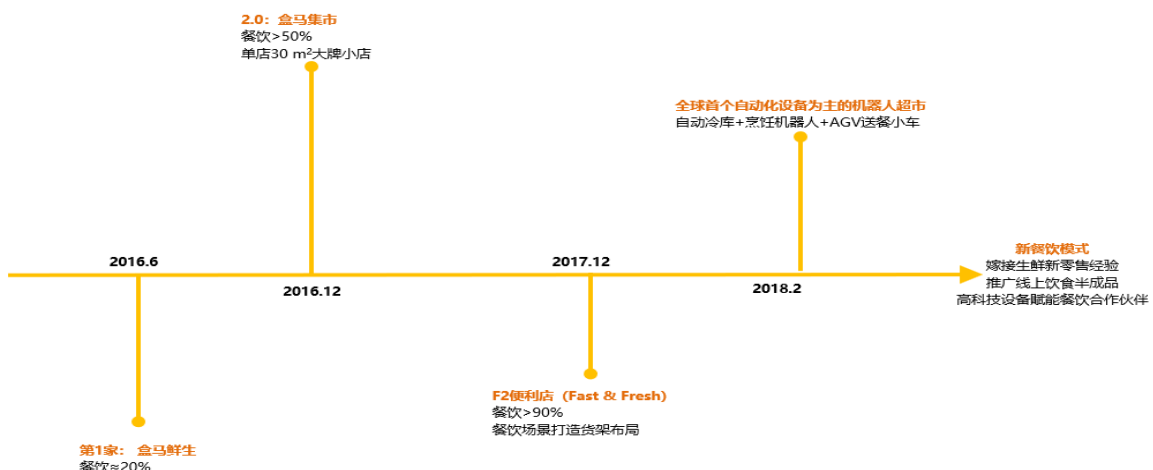 2.0：盒马集市
餐饮>50%
单店30 m²大牌小店
全球首个自动化设备为主的机器人超市
自动冷库+烹饪机器人+AGV送餐小车
2016.6
2016.12
2017.12
2018.2
新餐饮模式
嫁接生鲜新零售经验
推广线上饮食半成品
高科技设备赋能餐饮合作伙伴
F2便利店（Fast & Fresh）
餐饮>90%
餐饮场景打造货架布局
第1家： 盒马鲜生
餐饮≈20%